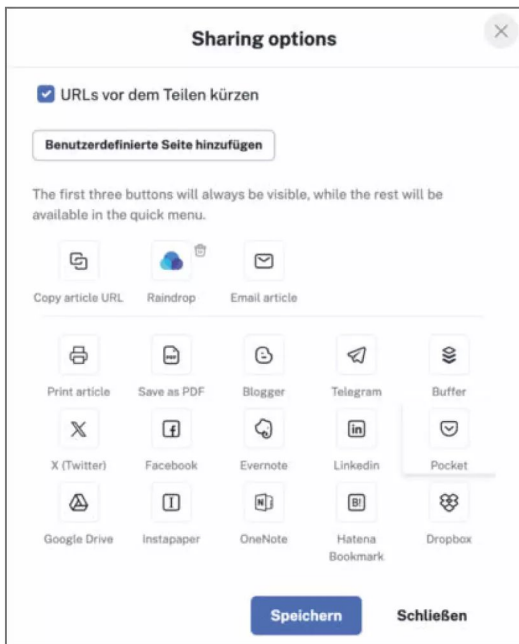 Sharing options
URLs vor dem Teilen kürzen
Benutzerdefinierte Seite hinzufügen
The first three buttons will always be visible, while the rest will be
available in the quick menu.
Copy article URL Raindrop Email article
PDF
Print article Save as PDF Blogger Telegram Buffer
X (Twitter) Facebook Evernote Linkedin Pocket
Google Drive Instapaper OneNote Hatena Bookmark Dropbox
Speichern Schließen